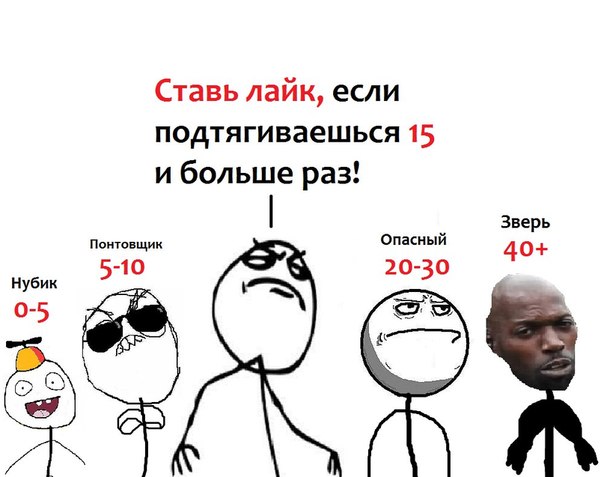 Ставь лайк, если
подтягиваешься 15
и больше раз!
Нубик
0-5
Понтовщик
5-10
Опасный
20-30
Зверь
40+